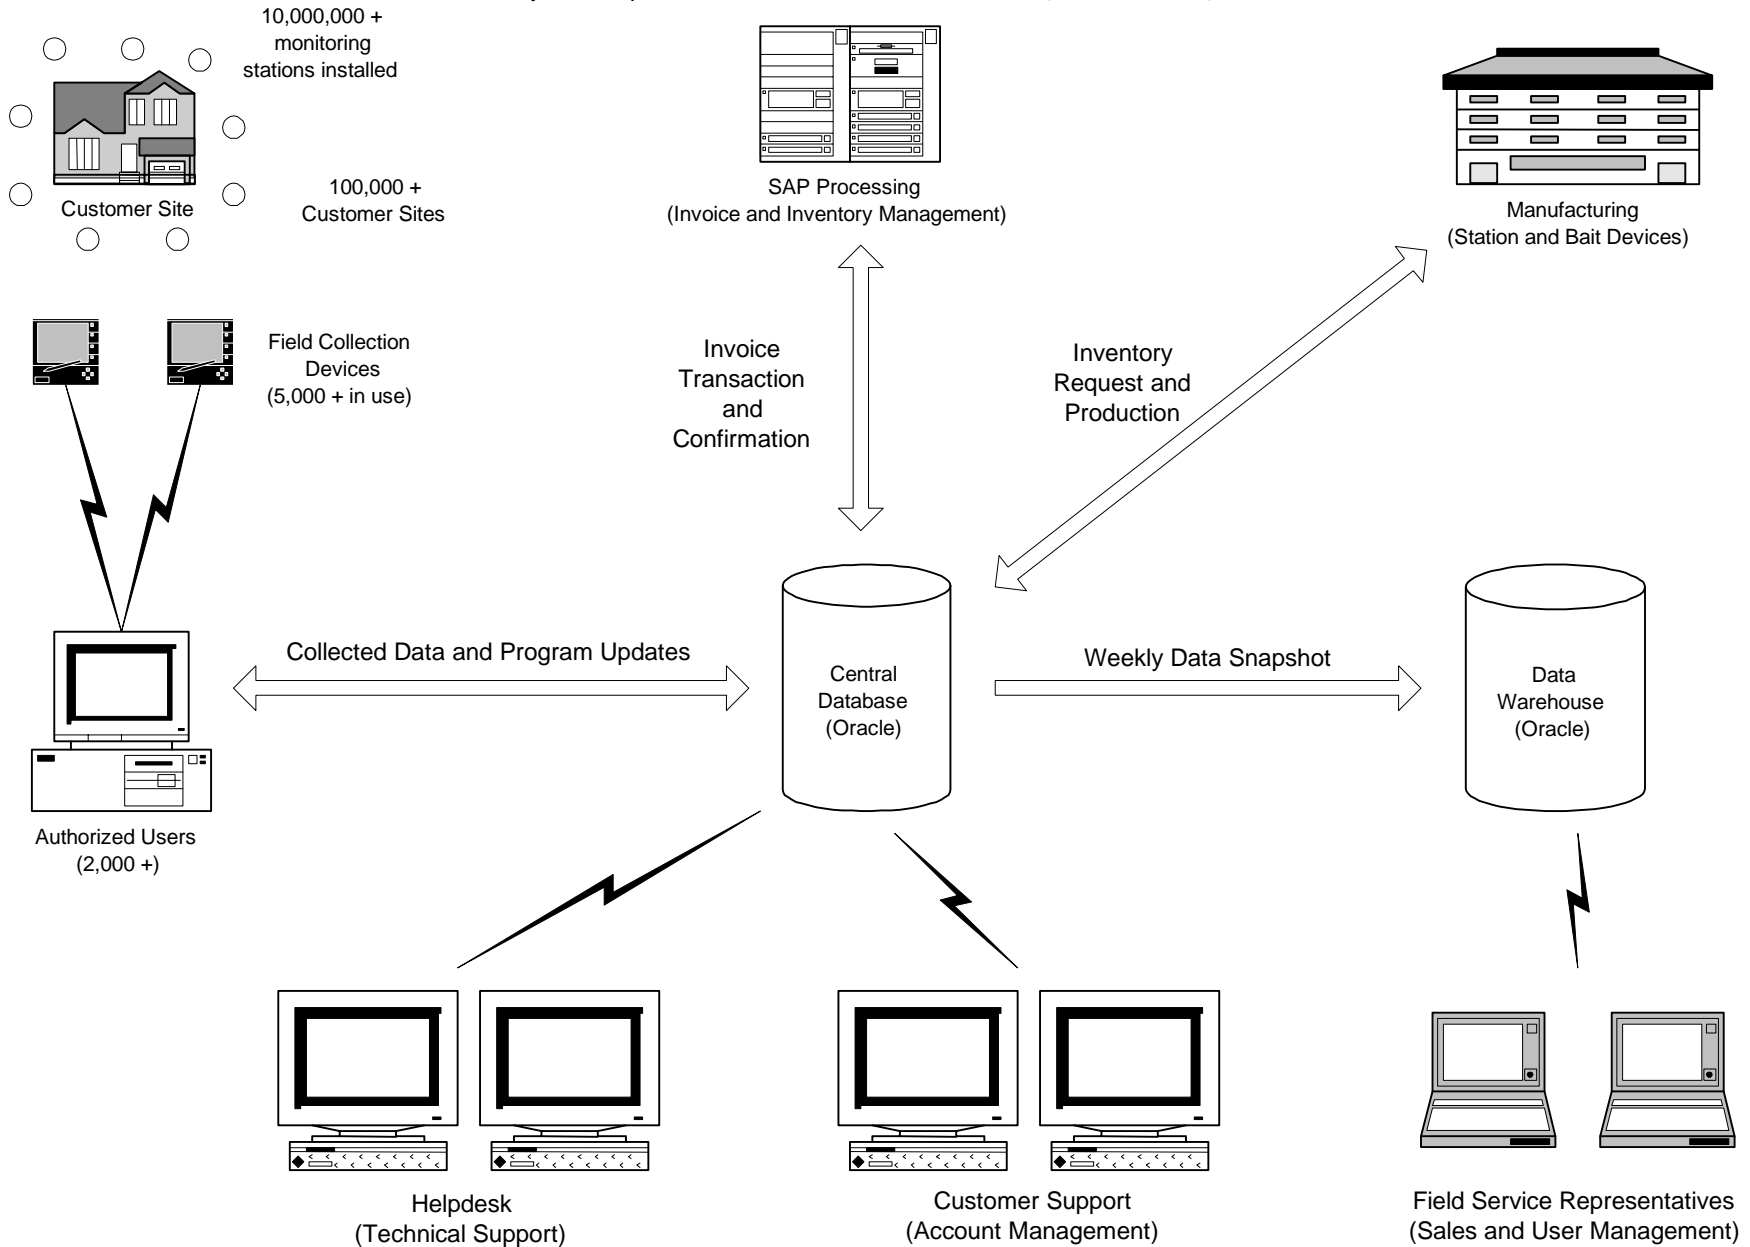 10,000,000 +
monitoring
stations installed
Customer Site
100,000 +
Customer Sites
SAP Processing
(Invoice and Inventory Management)
Manufacturing
(Station and Bait Devices)
Field Collection
Devices
(5,000 + in use)
Invoice
Transaction
and
Confirmation
Inventory
Request and
Production
Collected Data and Program Updates
Central
Database
(Oracle)
Weekly Data Snapshot
Data
Warehouse
(Oracle)
Authorized Users
(2,000 +)
Helpdesk
(Technical Support)
Customer Support
(Account Management)
Field Service Representatives
(Sales and User Management)